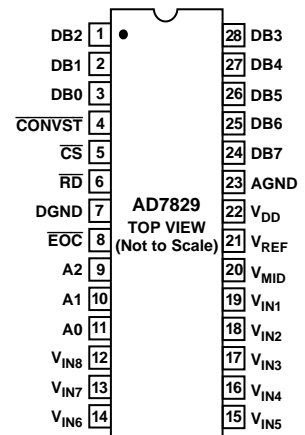 DB2 1 28 DB3
DB1 2 27 DB4
DB0 3 26 DB5
CONVST 4 25 DB6
CS 5 24 DB7
RD 6 23 AGND
DGND 7 AD7829 22 VDD
EOC 8 TOP VIEW 21 VREF
(Not to Scale)
A2 9 20 VMID
A1 10 19 VIN1
A0 11 18 VIN2
VIN8 12 17 VIN3
VIN7 13 16 VIN4
VIN6 14 15 VIN5